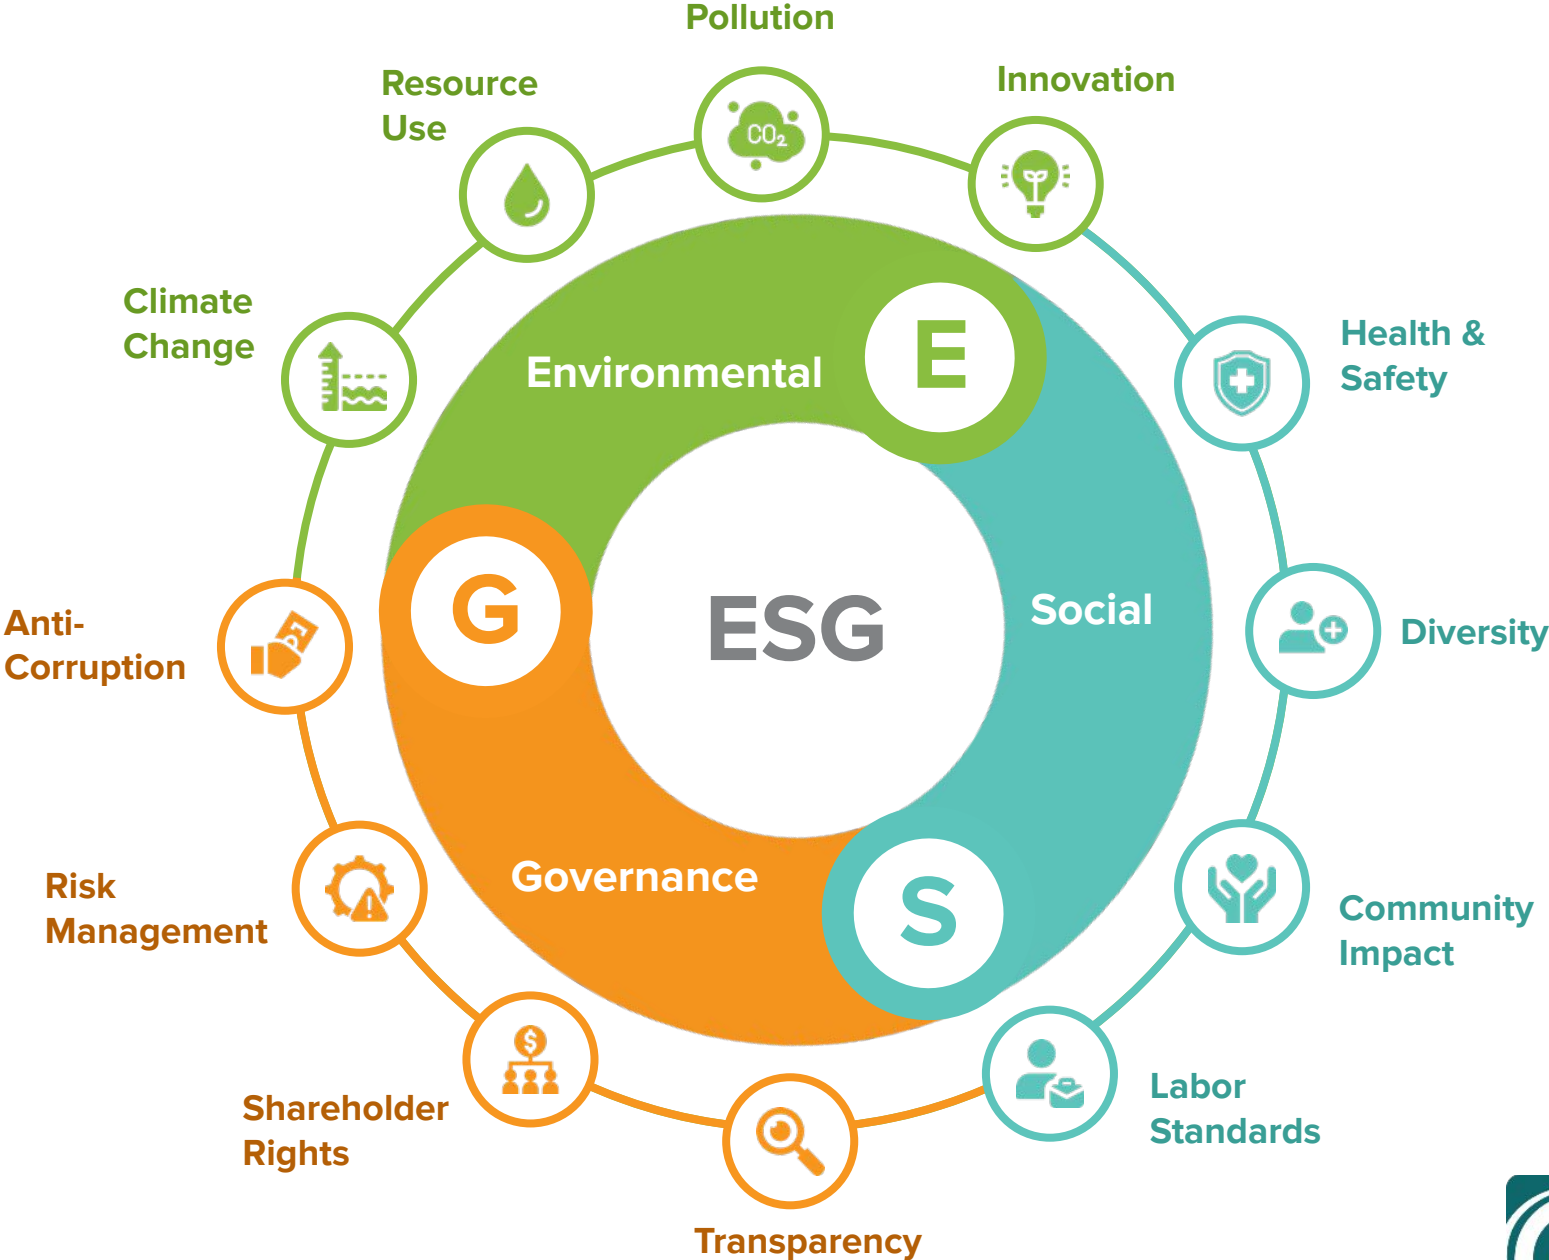 Pollution
Innovation
Resource
Use
CO₂
Climate
Change
Health &
Safety
Environmental
E
G
ESG
Social
Diversity
Anti-
Corruption
Governance
S
Risk
Management
Community
Impact
$
Shareholder
Rights
Labor
Standards
Transparency